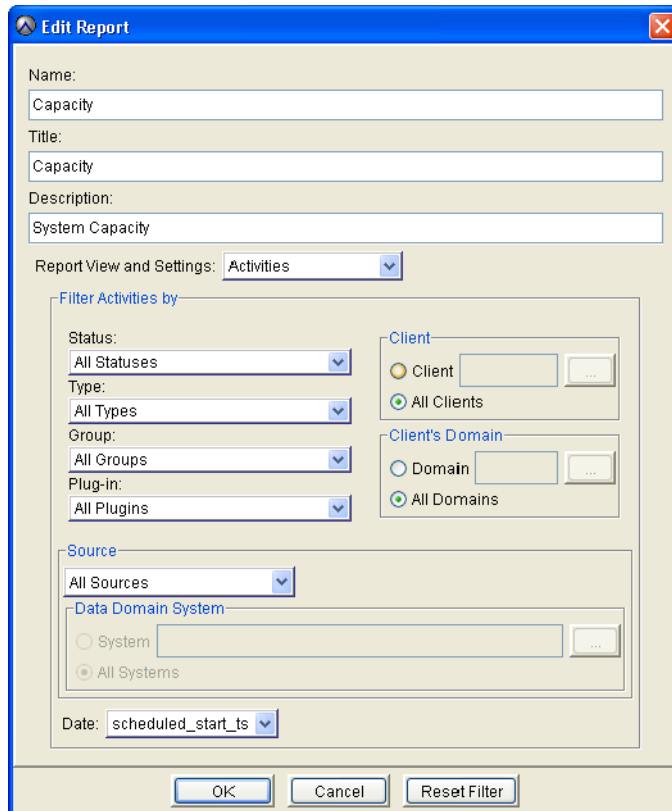 Edit Report
Name:
Capacity
Title:
Capacity
Description:
System Capacity
Report View and Settings: Activities
Filter Activities by
Status:
All Statuses
Type:
All Types
Group:
All Groups
Plug-in:
All Plugins
Client
Client ...
All Clients
Client's Domain
Domain ...
All Domains
Source
All Sources
Data Domain System
System ...
All Systems
Date: scheduled_start_ts
OK Cancel Reset Filter